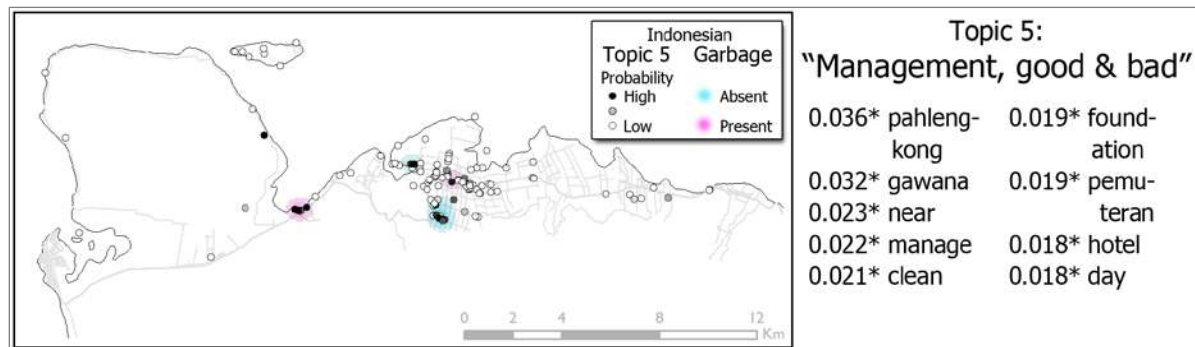 Indonesian
Topic 5 Garbage
Probability
High Absent
Low Present
0 2 4 8 12
Km
Topic 5:
“Management, good & bad”
0.036* pahleng-
kong
0.032* gawana
0.023* near
0.022* manage
0.021* clean
0.019* found-
ation
0.019* pemu-
teran
0.018* hotel
0.018* day